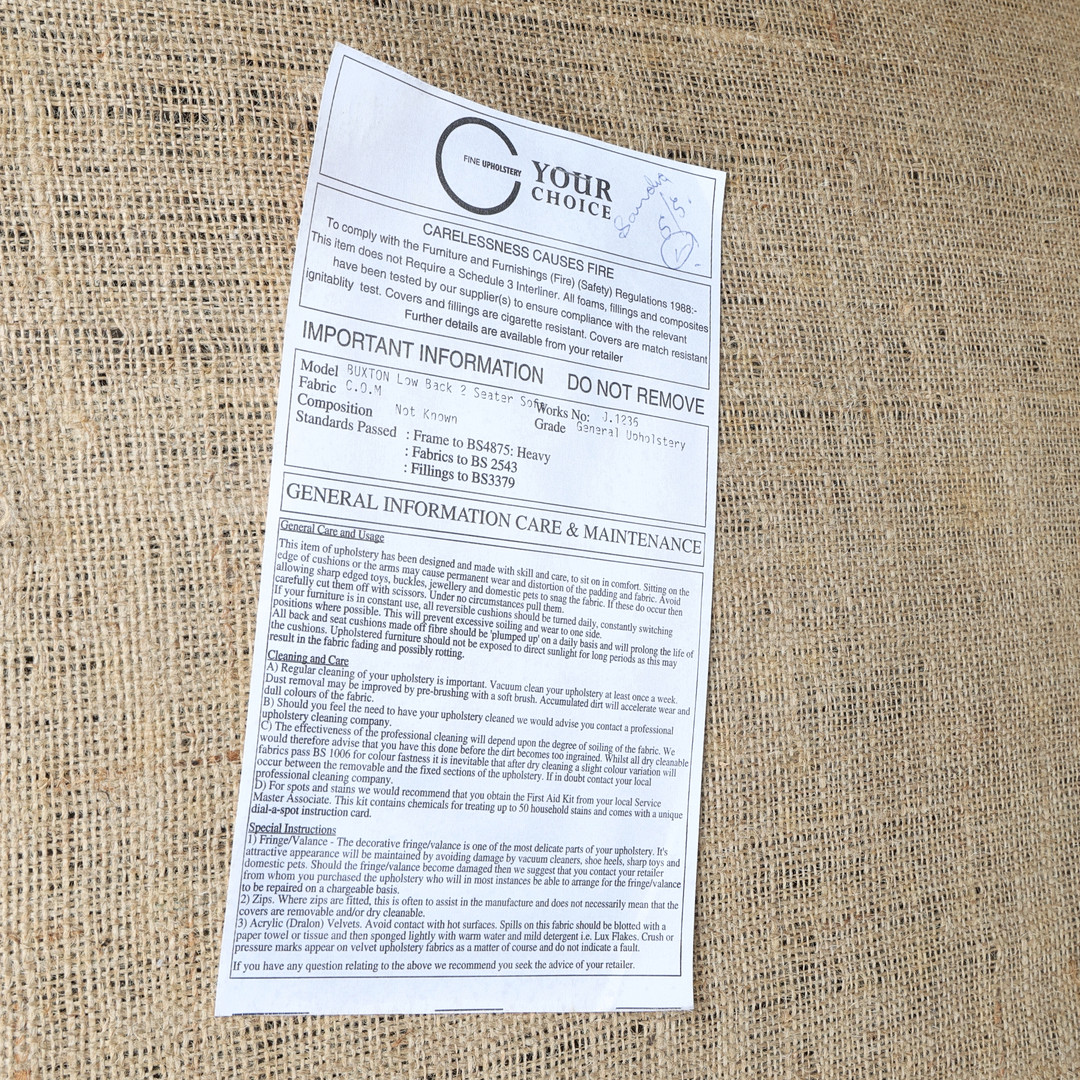 FINE UPHOLSTERY
YOUR
CHOICE
Sandra
5/5.
1
CARELESSNESS CAUSES FIRE
To comply with the Furniture and Furnishings (Fire) (Safety) Regulations 1988:-
This item does not Require a Schedule 3 Interliner. All foams, fillings and composites
have been tested by our supplier(s) to ensure compliance with the relevant
ignitablity test. Covers and fillings are cigarette resistant. Covers are match resistant
Further details are available from your retailer
IMPORTANT INFORMATION DO NOT REMOVE
Model BUXTON Low Back 2 Seater Sofa Works No: J.1236
Fabric C.O.M Grade General Upholstery
Composition Not Known
Standards Passed : Frame to BS4875: Heavy
: Fabrics to BS 2543
: Fillings to BS3379
GENERAL INFORMATION CARE & MAINTENANCE
General Care and Usage
This item of upholstery has been designed and made with skill and care, to sit on in comfort. Sitting on the
edge of cushions or the arms may cause permanent wear and distortion of the padding and fabric. Avoid
allowing sharp edged toys, buckles, jewellery and domestic pets to snag the fabric. If these do occur then
carefully cut them off with scissors. Under no circumstances pull them.
If your furniture is in constant use, all reversible cushions should be turned daily, constantly switching
positions where possible. This will prevent excessive soiling and wear to one side.
All back and seat cushions made off fibre should be 'plumped up' on a daily basis and will prolong the life of
the cushions. Upholstered furniture should not be exposed to direct sunlight for long periods as this may
result in the fabric fading and possibly rotting.
Cleaning and Care
A) Regular cleaning of your upholstery is important. Vacuum clean your upholstery at least once a week.
Dust removal may be improved by pre-brushing with a soft brush. Accumulated dirt will accelerate wear and
dull colours of the fabric.
B) Should you feel the need to have your upholstery cleaned we would advise you contact a professional
upholstery cleaning company.
C) The effectiveness of the professional cleaning will depend upon the degree of soiling of the fabric. We
would therefore advise that you have this done before the dirt becomes too ingrained. Whilst all dry cleanable
fabrics pass BS 1006 for colour fastness it is inevitable that after dry cleaning a slight colour variation will
occur between the removable and the fixed sections of the upholstery. If in doubt contact your local
professional cleaning company.
D) For spots and stains we would recommend that you obtain the First Aid Kit from your local Service
Master Associate. This kit contains chemicals for treating up to 50 household stains and comes with a unique
dial-a-spot instruction card.
Special Instructions
1) Fringe/Valance - The decorative fringe/valance is one of the most delicate parts of your upholstery. It's
attractive appearance will be maintained by avoiding damage by vacuum cleaners, shoe heels, sharp toys and
domestic pets. Should the fringe/valance become damaged then we suggest that you contact your retailer
from whom you purchased the upholstery who will in most instances be able to arrange for the fringe/valance
to be repaired on a chargeable basis.
2) Zips. Where zips are fitted, this is often to assist in the manufacture and does not necessarily mean that the
covers are removable and/or dry cleanable.
3) Acrylic (Dralon) Velvets. Avoid contact with hot surfaces. Spills on this fabric should be blotted with a
paper towel or tissue and then sponged lightly with warm water and mild detergent i.e. Lux Flakes. Crush or
pressure marks appear on velvet upholstery fabrics as a matter of course and do not indicate a fault.
If you have any question relating to the above we recommend you seek the advice of your retailer.